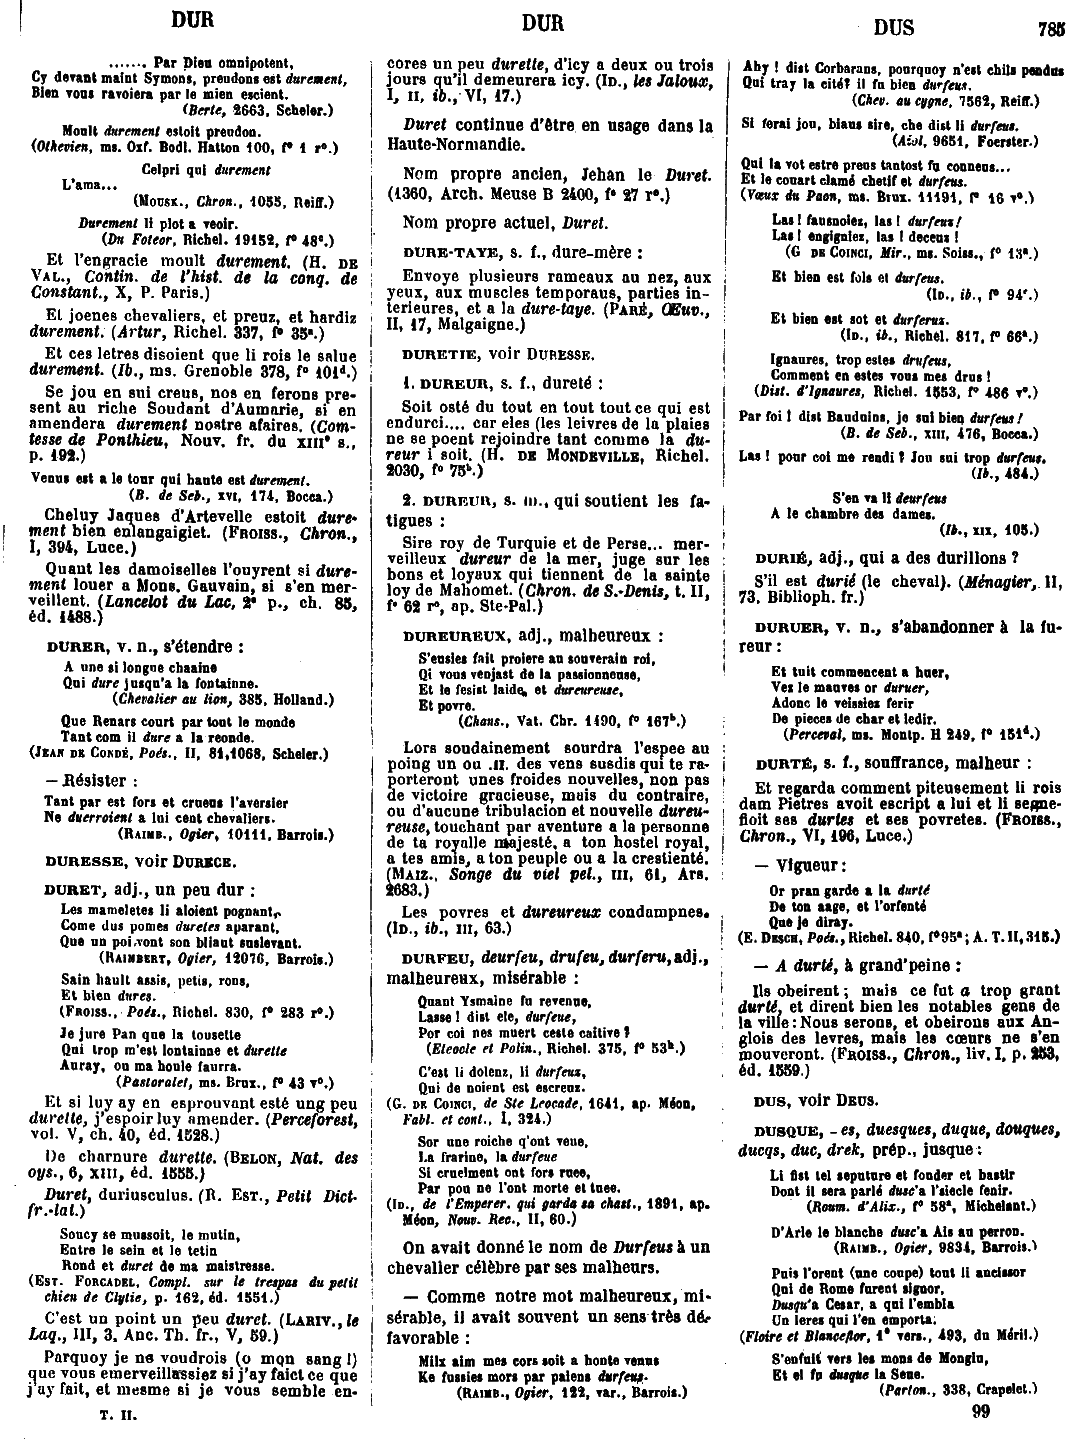 DUR
DUR
DUS
785
...... Par Dieu omnipotent,
Cy devant maint Symons, preudons est durement,
Bien vous ravoiera par le mien escient.
(Berte, 2663, Scheler.)
Moult durement estoit preudon.
(Othevien, ms. Oxf. Bodl. Hatton 100, f° 1 r°.)
Celpri qui durement
L'ama...
(Mousk., Chron., 1055, Reiff.)
Durement li plot a veoir.
(Du Foteor, Richel. 19152, f° 48ª.)
Et l'engracie moult durement. (H. DE
VAL., Contin. de l'hist. de la conq. de
Constant., X, P. Paris.)
Et joenes chevaliers, et preuz, et hardiz
durement. (Artur, Richel. 337, f° 35ª.)
Et ces letres disoient que li rois le salue
durement. (Ib., ms. Grenoble 378, f° 101ᵈ.)
Se jou en sui creus, nos en ferons pre-
sent au riche Soudant d'Aumarie, si en
amendera durement nostre afaires. (Com-
tesse de Ponthieu, Nouv. fr. du XIIIᵉ s.,
p. 192.)
Venus est a le tour qui haute est durement.
(B. de Seb., XVI, 174, Bocca.)
Cheluy Jaques d'Artevelle estoit dure-
ment bien enlangaigiet. (FROISS., Chron.,
I, 394, Luce.)
Quant les damoiselles l'ouyrent si dure-
ment louer a Mons. Gauvain, si s'en mer-
veillent. (Lancelot du Lac, 2ᵉ p., ch. 85,
éd. 1488.)
DURER, v. n., s'étendre :
A une si longue chaaine
Qui dure jusqu'a la fontainne.
(Chevalier au lion, 385, Holland.)
Que Renars court par tout le monde
Tant com il dure a la reonde.
(JEAN DE CONDÉ, Poés., II, 81,1068, Scheler.)
— Résister :
Tant par est fors et crueus l'aversier
Ne duerroient a lui cent chevaliers.
(RAIMB., Ogier, 10111, Barrois.)
DURESSE, voir DURECE.
DURET, adj., un peu dur :
Les mameletes li aloient pognant,
Come dus pomes duretes aparant,
Que un poi vont son bliaut suslevant.
(RAIMBERT, Ogier, 12076, Barrois.)
Sain hault assis, petis, rons,
Et bien dures.
(FROISS., Poés., Richel. 830, f° 283 r°.)
Je jure Pan que la tousette
Qui trop m'est lontainne et durette
Auray, ou ma houle faurra.
(Pastoralet, ms. Brux., f° 43 v°.)
Et si luy ay en esprouvant esté ung peu
durette, j'espoir luy amender. (Perceforest,
vol. V, ch. 40, éd. 1528.)
De charnure durette. (BELON, Nat. des
oys., 6, XIII, éd. 1555.)
Duret, duriusculus. (R. EST., Petit Dict-
fr.-lat.)
Soucy se mussoit, le mutin,
Entre le sein et le tetin
Rond et duret de ma maistresse.
(EST. FORCADEL, Compl. sur le trespas du petit
chien de Clytie, p. 162, éd. 1551.)
C'est un point un peu duret. (LARIV., le
Laq., III, 3, Anc. Th. fr., V, 59.)
Parquoy je ne voudrois (o mon sang !)
que vous emerveillassiez si j'ay faict ce que
j'ay fait, et mesme si je vous semble en-
T. II.
cores un peu durette, d'icy a deux ou trois
jours qu'il demeurera icy. (ID., les Jaloux,
I, II, ib., VI, 17.)
Duret continue d'être en usage dans la
Haute-Normandie.
Nom propre ancien, Jehan le Duret.
(1360, Arch. Meuse B 2400, f° 27 r°.)
Nom propre actuel, Duret.
DURE-TAYE, s. f., dure-mère :
Envoye plusieurs rameaux au nez, aux
yeux, aux muscles temporaus, parties in-
terieures, et a la dure-taye. (PARÉ, Œuv.,
II, 17, Malgaigne.)
DURETIE, voir DURESSE.
1. DUREUR, s. f., dureté :
Soit osté du tout en tout tout ce qui est
endurci.... car eles (les leivres de la plaies
ne se poent rejoindre tant comme la du-
reur i soit. (H. DE MONDEVILLE, Richel.
2030, f° 75ᵇ.)
2. DUREUR, s. m., qui soutient les fa-
tigues :
Sire roy de Turquie et de Perse... mer-
veilleux dureur de la mer, juge sur les
bons et loyaux qui tiennent de la sainte
loy de Mahomet. (Chron. de S.-Denis, t. II,
f° 62 r°, ap. Ste-Pal.)
DUREUREUX, adj., malheureux :
S'eusies fait proiere au souverain roi,
Qi vous venjast de la passionneuse,
Et le fesist laide, et dureureuse,
Et povre.
(Chans., Vat. Chr. 1490, f° 167ᵇ.)
Lors soudainement sourdra l'espee au
poing un ou .II. des vens susdis qui te ra-
porteront unes froides nouvelles, non pas
de victoire gracieuse, mais du contraire,
ou d'aucune tribulacion et nouvelle dureu-
reuse, touchant par aventure a la personne
de ta royalle majesté, a ton hostel royal,
a tes amis, a ton peuple ou a la crestienté.
(MAIZ., Songe du viel pel., III, 61, Ars.
2683.)
Les povres et dureureux condampnes.
(ID., ib., III, 63.)
DURFEU, deurfeu, drufeu, durferu, adj.,
malheureux, misérable :
Quant Ysmaine fu revenue,
Lasse ! dist ele, durfeue,
Por coi nes muert ceste caitive ?
(Eteocle et Polin., Richel. 375, f° 53ᵇ.)
C'est li dolenz, li durfeuz,
Qui de noient est escreuz.
(G. DE COINCI, de Ste Leocade, 1641, ap. Méon,
Fabl. et cont., I, 324.)
Sor une roiche q'ont veue,
La frarine, la durfeue
Si cruelment ont fors ruee,
Par pou ne l'ont morte et tuee.
(ID., de l'Emperer. qui garda sa chast., 1891, ap.
Méon, Nouv. Rec., II, 60.)
On avait donné le nom de Durfeus à un
chevalier célèbre par ses malheurs.
— Comme notre mot malheureux, mi-
sérable, il avait souvent un sens très dé-
favorable :
Milx aim mes cors soit a honte venus
Ke fussies mors par paiens durfeus.
(RAIMB., Ogier, 122, var., Barrois.)
Ahy ! dist Corbarans, pourquoy n'est chils pendus
Qui tray la cité? il fu bien durfeus.
(Chev. au cygne, 7562, Reiff.)
Si ferai jou, biaus sire, che dist li durfeus.
(Aiol, 9651, Foerster.)
Qui la vot estre preus tantost fu conneus...
Et le couart clamé chetif et durfeus.
(Vœux du Paon, ms. Brux. 11191, f° 16 v°.)
Las ! fausnoiez, las ! durfeuz !
Las ! engigniez, las ! deceus !
(G DE COINCI, Mir., ms. Soiss., f° 13ª.)
Et bien est fols et durfeus.
(ID., ib., f° 94ᶜ.)
Et bien est sot et durferuz.
(ID., ib., Richel. 817, f° 66ª.)
Ignaures, trop estes drufeus,
Comment en estes vous mes drus !
(Dist. d'Ignaures, Richel. 1553, f° 486 v°.)
Par foi ! dist Bauduins, je sui bien durfeus !
(B. de Seb., XIII, 476, Bocca.)
Las ! pour coi me rendi ? Jou sui trop durfeus.
(Ib., 484.)
S'en va li deurfeus
A le chambre des dames.
(Ib., XIX, 105.)
DURIÉ, adj., qui a des durillons ?
S'il est durié (le cheval). (Ménagier, II,
73, Biblioph. fr.)
DURUER, v. n., s'abandonner à la fu-
reur :
Et tuit commencent a huer,
Vez le mauves or duruer,
Adonc le veissiez ferir
De pieces de char et ledir.
(Perceval, ms. Montp. H 249, f° 151ᵈ.)
DURTÉ, s. f., souffrance, malheur :
Et regarda comment piteusement li rois
dam Pietres avoit escript a lui et li segne-
fioit ses durtes et ses povretes. (FROISS.,
Chron., VI, 196, Luce.)
— Vigueur :
Or pran garde a la durté
De ton aage, et l'orfenté
Que je diray.
(E. DESCH, Poés., Richel. 840, f° 95ª; A. T. II, 315.)
— A durté, à grand'peine :
Ils obeirent ; mais ce fut a trop grant
durté, et dirent bien les notables gens de
la ville : Nous serons, et obeirons aux An-
glois des levres, mais les cœurs ne s'en
mouveront. (FROISS., Chron., liv. I, p. 253,
éd. 1559.)
DUS, voir DEUS.
DUSQUE, -es, duesques, duque, douques,
ducqs, duc, drek, prép., jusque :
Li fist tel seputure et fonder et bastir
Dont il sera parlé dusc'a l'siecle fenir.
(Roum. d'Alix., f° 58ª, Michelant.)
D'Arle le blanche dusc'a Ais au perron.
(RAIMB., Ogier, 9834, Barrois.)
Puis l'orent (une coupe) tout li ancissor
Qui de Rome furent signor,
Dusqu'a Cesar, a qui l'embla
Un leres qui l'en emporta.
(Floire et Blanceflor, 1ᵉ vers., 493, du Méril.)
S'enfuit vers les mons de Mongiu,
Et el fu dusque la Sene.
(Parton., 338, Crapelet.)
99